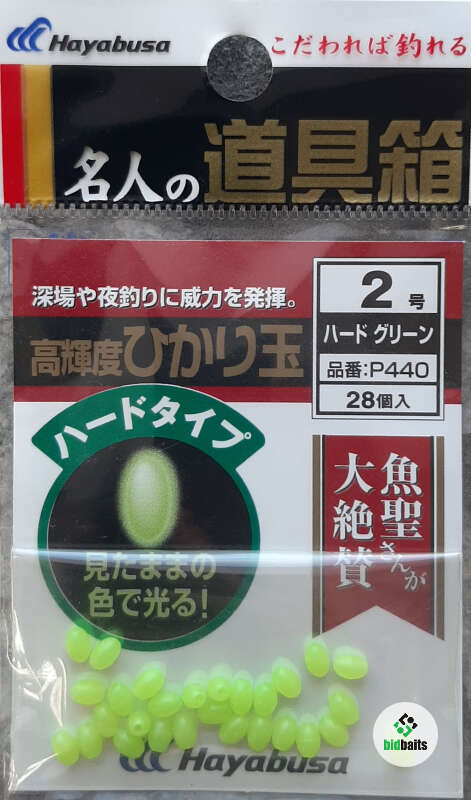 Hayabusa
こだわれば釣れる
名人の道具箱
深場や夜釣りに威力を発揮。
高輝度ひかり玉
2号
ハード グリーン
品番:P440
28個入
ハードタイプ
見たままの
色で光る!
魚聖さんが
大絶賛
Hayabusa
bidbaits